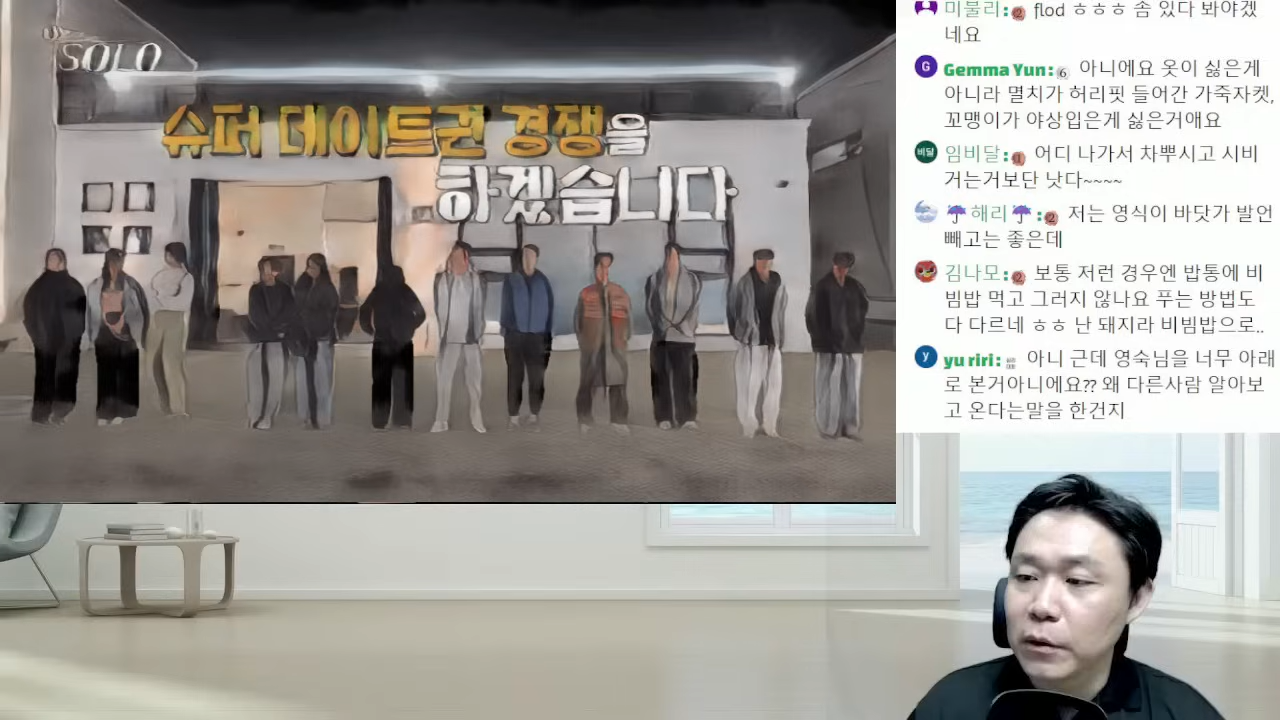 SOLO
슈퍼 데이트권 경쟁을
하겠습니다
미불리: flod ㅎㅎㅎ 솜 있다 봐야겠
네요
G Gemma Yun: 6 아니에요 옷이 싫은게
아니라 멸치가 허리핏 들어간 가죽자켓,
꼬맹이가 야상입은게 싫은거애요
비달 임비달: 어디 나가서 차뿌시고 시비
거는거보단 낫다~~~~
☔해리☔: 2 저는 영식이 바닷가 발언
빼고는 좋은데
김나모: 2 보통 저런 경우엔 밥통에 비
빔밥 먹고 그러지 않나요 푸는 방법도
다 다르네 ㅎㅎ 난 돼지라 비빔밥으로..
y yu riri: 아니 근데 영숙님을 너무 아래
로 본거아니에요?? 왜 다른사람 알아보
고 온다는말을 한건지